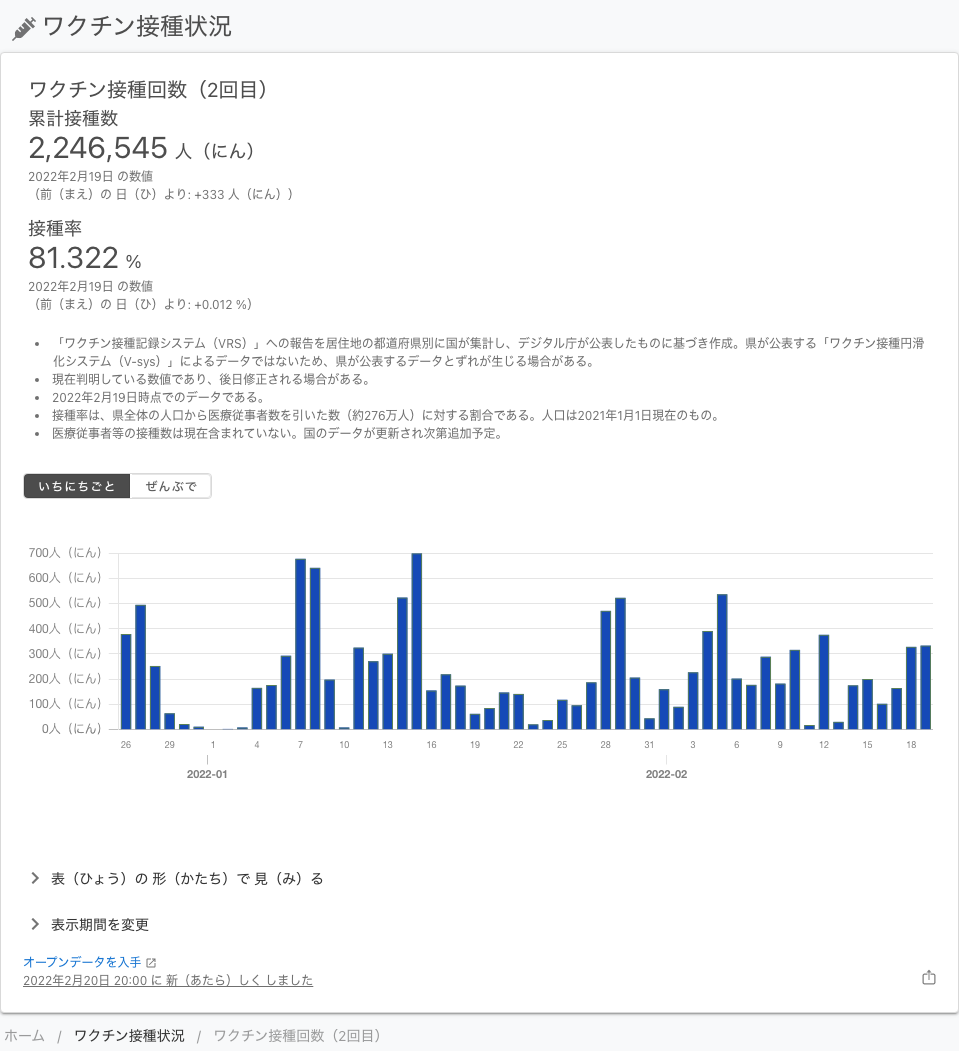 ワクチン接種状況
ワクチン接種回数（2回目）
累計接種数
2,246,545 人（にん）
2022年2月19日 の数値
（前（まえ）の 日（ひ）より: +333 人（にん））
接種率
81.322 %
2022年2月19日 の数値
（前（まえ）の 日（ひ）より: +0.012 %）
• 「ワクチン接種記録システム（VRS）」への報告を居住地の都道府県別に国が集計し、デジタル庁が公表したものに基づき作成。県が公表する「ワクチン接種円滑
化システム（V-sys）」によるデータではないため、県が公表するデータとずれが生じる場合がある。
• 現在判明している数値であり、後日修正される場合がある。
• 2022年2月19日時点でのデータである。
• 接種率は、県全体の人口から医療従事者数を引いた数（約276万人）に対する割合である。人口は2021年1月1日現在のもの。
• 医療従事者等の接種数は現在含まれていない。国のデータが更新され次第追加予定。
いちにちごと ぜんぶで
700人（にん）
600人（にん）
500人（にん）
400人（にん）
300人（にん）
200人（にん）
100人（にん）
0人（にん）
26 29 1 4 7 10 13 16 19 22 25 28 31 3 6 9 12 15 18
2022-01 2022-02
表（ひょう）の 形（かたち）で 見（み）る
表示期間を変更
オープンデータを入手
2022年2月20日 20:00 に 新（あたら）しく しました
ホーム / ワクチン接種状況 / ワクチン接種回数（2回目）